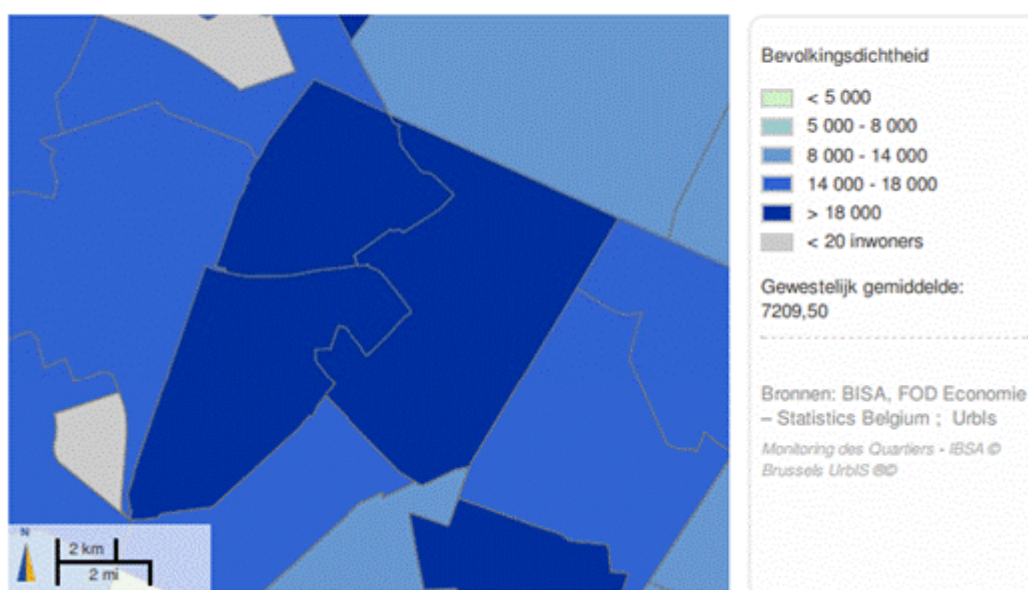 Bevolkingsdichtheid
< 5 000
5 000 - 8 000
8 000 - 14 000
14 000 - 18 000
> 18 000
< 20 inwoners
Gewestelijk gemiddelde:
7209,50
Bronnen: BISA, FOD Economie
– Statistics Belgium ; UrbIs
Monitoring des Quartiers - IBSA ©
Brussels UrbIS ®©
N
2 km
2 mi